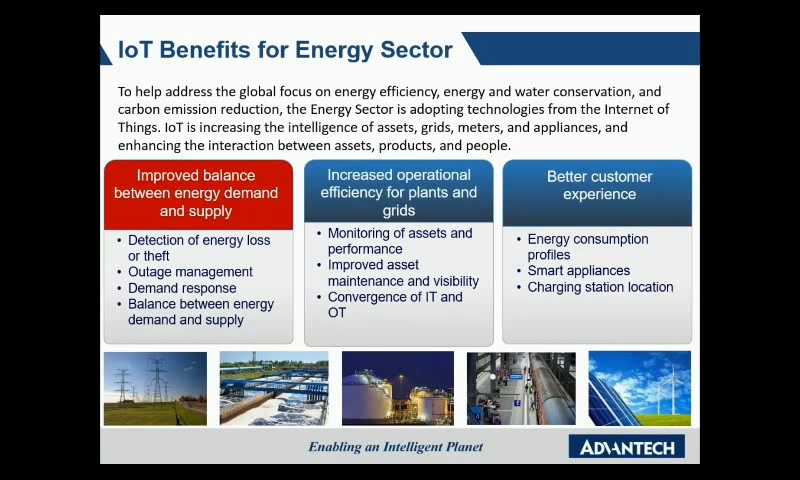 IoT Benefits for Energy Sector
To help address the global focus on energy efficiency, energy and water conservation, and
carbon emission reduction, the Energy Sector is adopting technologies from the Internet of
Things. IoT is increasing the intelligence of assets, grids, meters, and appliances, and
enhancing the interaction between assets, products, and people.
Improved balance
between energy demand
and supply
• Detection of energy loss
or theft
• Outage management
• Demand response
• Balance between energy
demand and supply
Increased operational
efficiency for plants and
grids
• Monitoring of assets and
performance
• Improved asset
maintenance and visibility
• Convergence of IT and
OT
Better customer
experience
• Energy consumption
profiles
• Smart appliances
• Charging station location
Enabling an Intelligent Planet
ADVANTECH